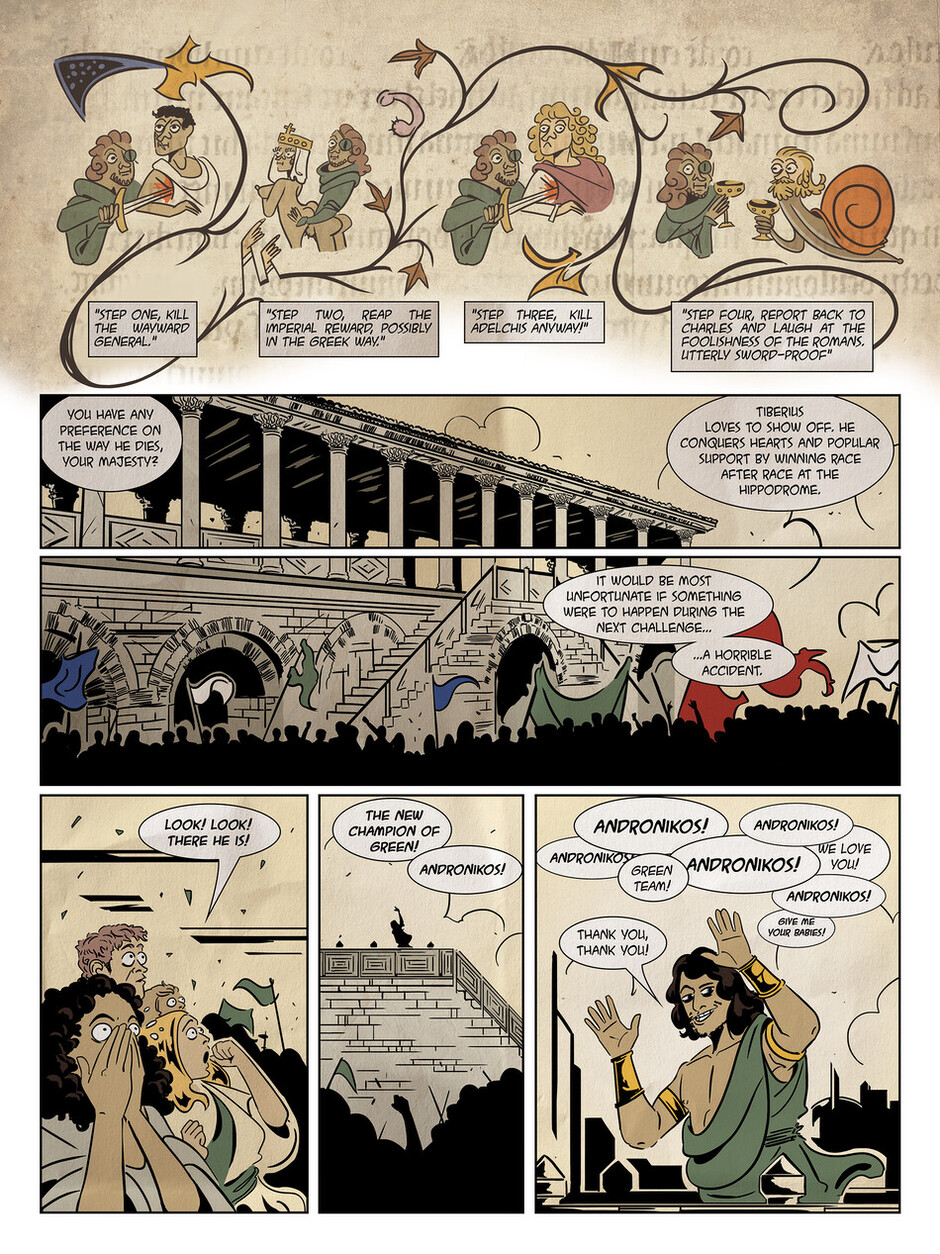 "STEP ONE, KILL
THE WAYWARD
GENERAL."
"STEP TWO, REAP THE
IMPERIAL REWARD, POSSIBLY
IN THE GREEK WAY."
"STEP THREE, KILL
ADELCHIS ANYWAY!"
"STEP FOUR, REPORT BACK TO
CHARLES AND LAUGH AT THE
FOOLISHNESS OF THE ROMANS.
UTTERLY SWORD-PROOF"
YOU HAVE ANY
PREFERENCE ON
THE WAY HE DIES,
YOUR MAJESTY?
TIBERIUS
LOVES TO SHOW OFF. HE
CONQUERS HEARTS AND POPULAR
SUPPORT BY WINNING RACE
AFTER RACE AT THE
HIPPODROME.
IT WOULD BE MOST
UNFORTUNATE IF SOMETHING
WERE TO HAPPEN DURING THE
NEXT CHALLENGE...
...A HORRIBLE
ACCIDENT.
LOOK! LOOK!
THERE HE IS!
THE NEW
CHAMPION OF
GREEN!
ANDRONIKOS!
ANDRONIKOS!
ANDRONIKOS!
ANDRONIKOS
GREEN
TEAM!
ANDRONIKOS!
WE LOVE
YOU!
ANDRONIKOS!
GIVE ME
YOUR BABIES!
THANK YOU,
THANK YOU!